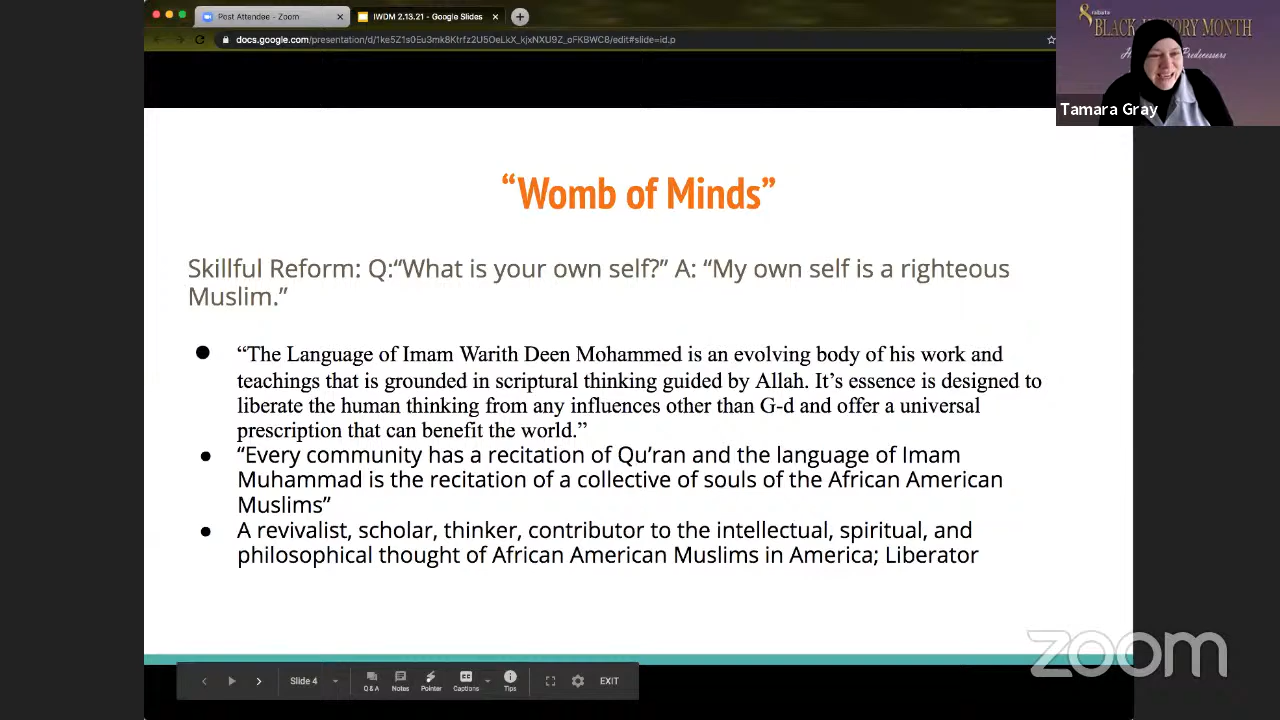 Post Attendee - Zoom
IWDM 2.13.21 - Google Slides
BLACK HISTORY MONTH
Predecessors
Tamara Gray
“Womb of Minds”
Skillful Reform: Q:“What is your own self?” A: “My own self is a righteous
Muslim.”
“The Language of Imam Warith Deen Mohammed is an evolving body of his work and
teachings that is grounded in scriptural thinking guided by Allah. It’s essence is designed to
liberate the human thinking from any influences other than G-d and offer a universal
prescription that can benefit the world.”
“Every community has a recitation of Qu’ran and the language of Imam
Muhammad is the recitation of a collective of souls of the African American
Muslims”
A revivalist, scholar, thinker, contributor to the intellectual, spiritual, and
philosophical thought of African American Muslims in America; Liberator
zoom
Slide 4
Q & A
Notes
Pointer
Captions
Tips
EXIT